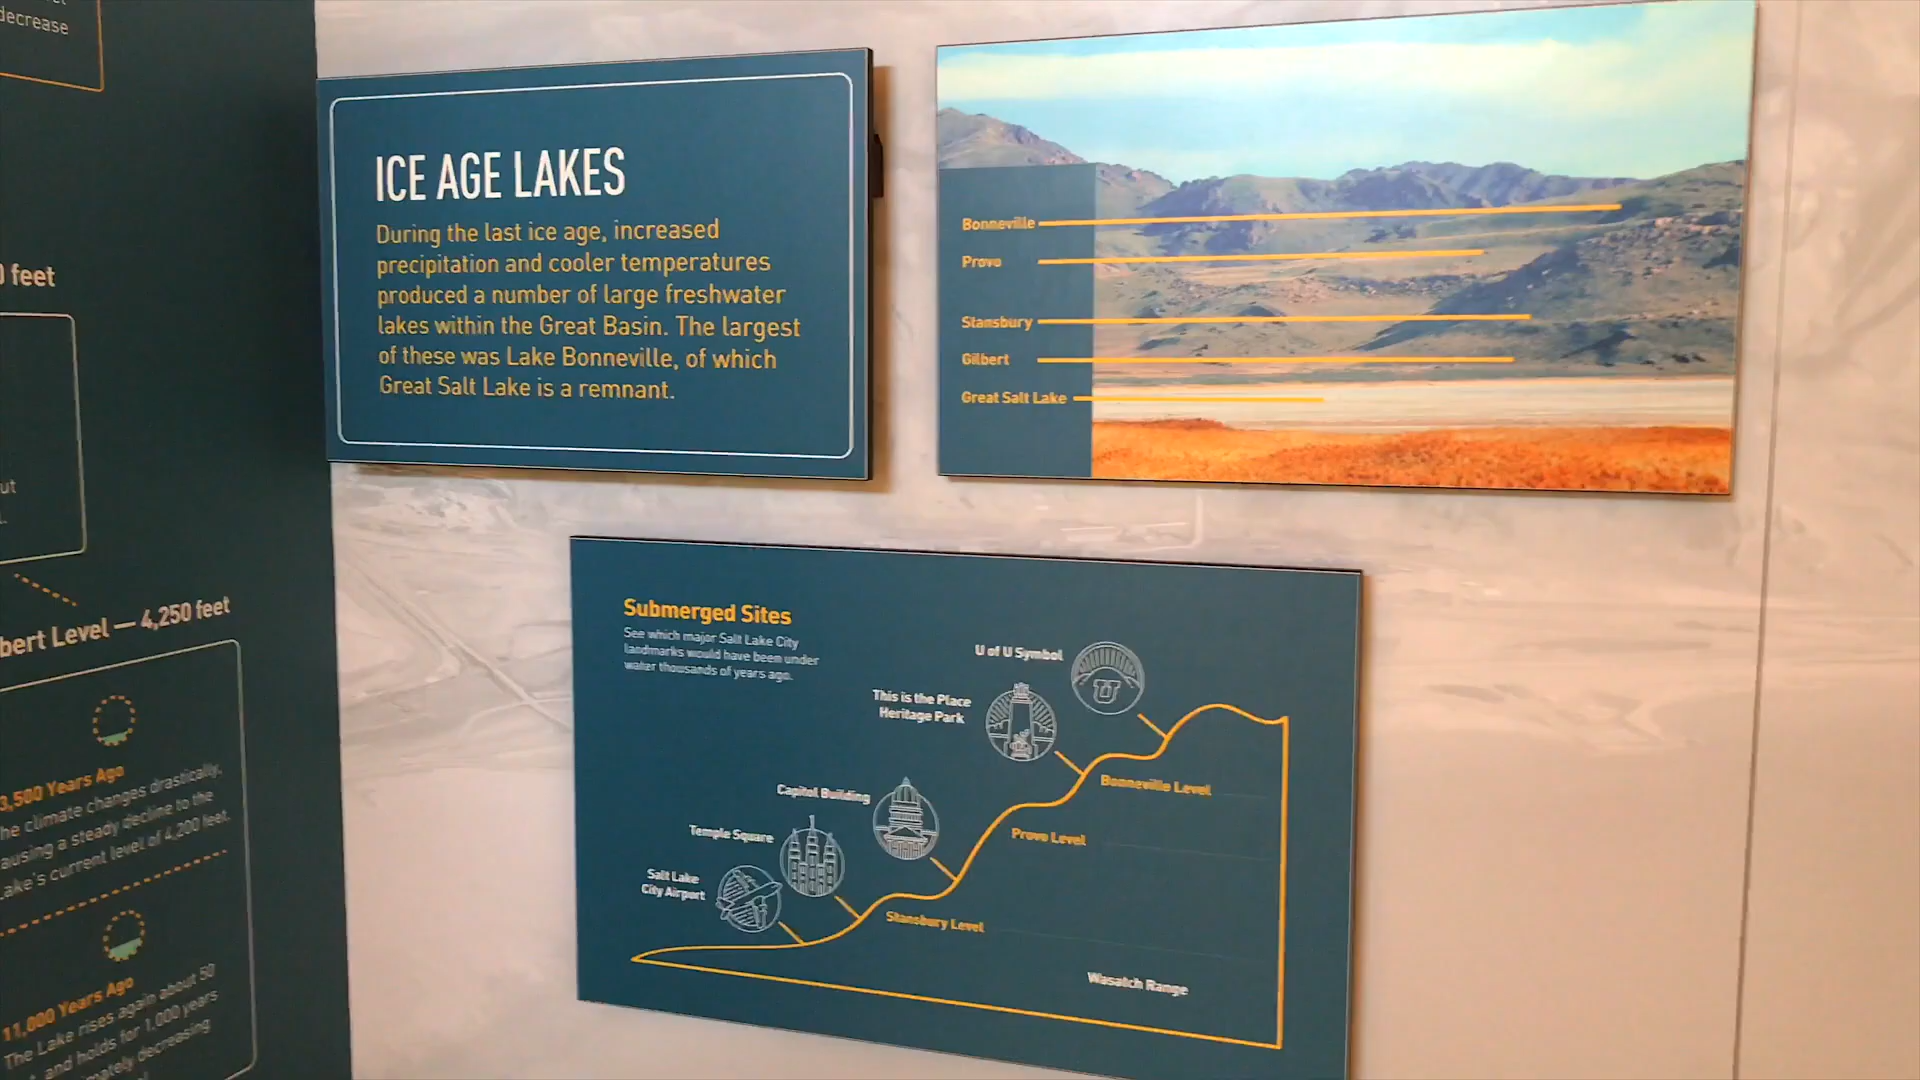 decrease
feet
ut
bert Level — 4,250 feet
3,500 Years Ago
he climate changes drastically,
ausing a steady decline to the
ake's current level of 4,200 feet.
11,000 Years Ago
The Lake rises again about 50
and holds for 1,000 years
mately decreasing
ICE AGE LAKES
During the last ice age, increased
precipitation and cooler temperatures
produced a number of large freshwater
lakes within the Great Basin. The largest
of these was Lake Bonneville, of which
Great Salt Lake is a remnant.
Bonneville
Provo
Stansbury
Gilbert
Great Salt Lake
Submerged Sites
See which major Salt Lake City
landmarks would have been under
water thousands of years ago.
U of U Symbol
U
This is the Place
Heritage Park
Capitol Building
Temple Square
Salt Lake
City Airport
Bonneville Level
Provo Level
Stansbury Level
Wasatch Range